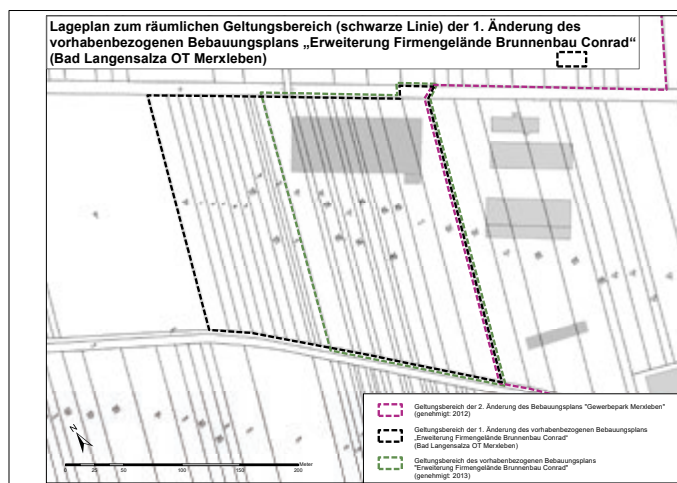 Lageplan zum räumlichen Geltungsbereich (schwarze Linie) der 1. Änderung des
vorhabenbezogenen Bebauungsplans „Erweiterung Firmengelände Brunnenbau Conrad“
(Bad Langensalza OT Merxleben)
Geltungsbereich der 2. Änderung des Bebauungsplans "Gewerbepark Merxleben"
(genehmigt: 2012)
Geltungsbereich der 1. Änderung des vorhabenbezogenen Bebauungsplans
„Erweiterung Firmengelände Brunnenbau Conrad“
(Bad Langensalza OT Merxleben)
Geltungsbereich des vorhabenbezogenen Bebauungsplans
"Erweiterung Firmengelände Brunnenbau Conrad"
(genehmigt: 2013)
N
Meter
0 50 100 150 200